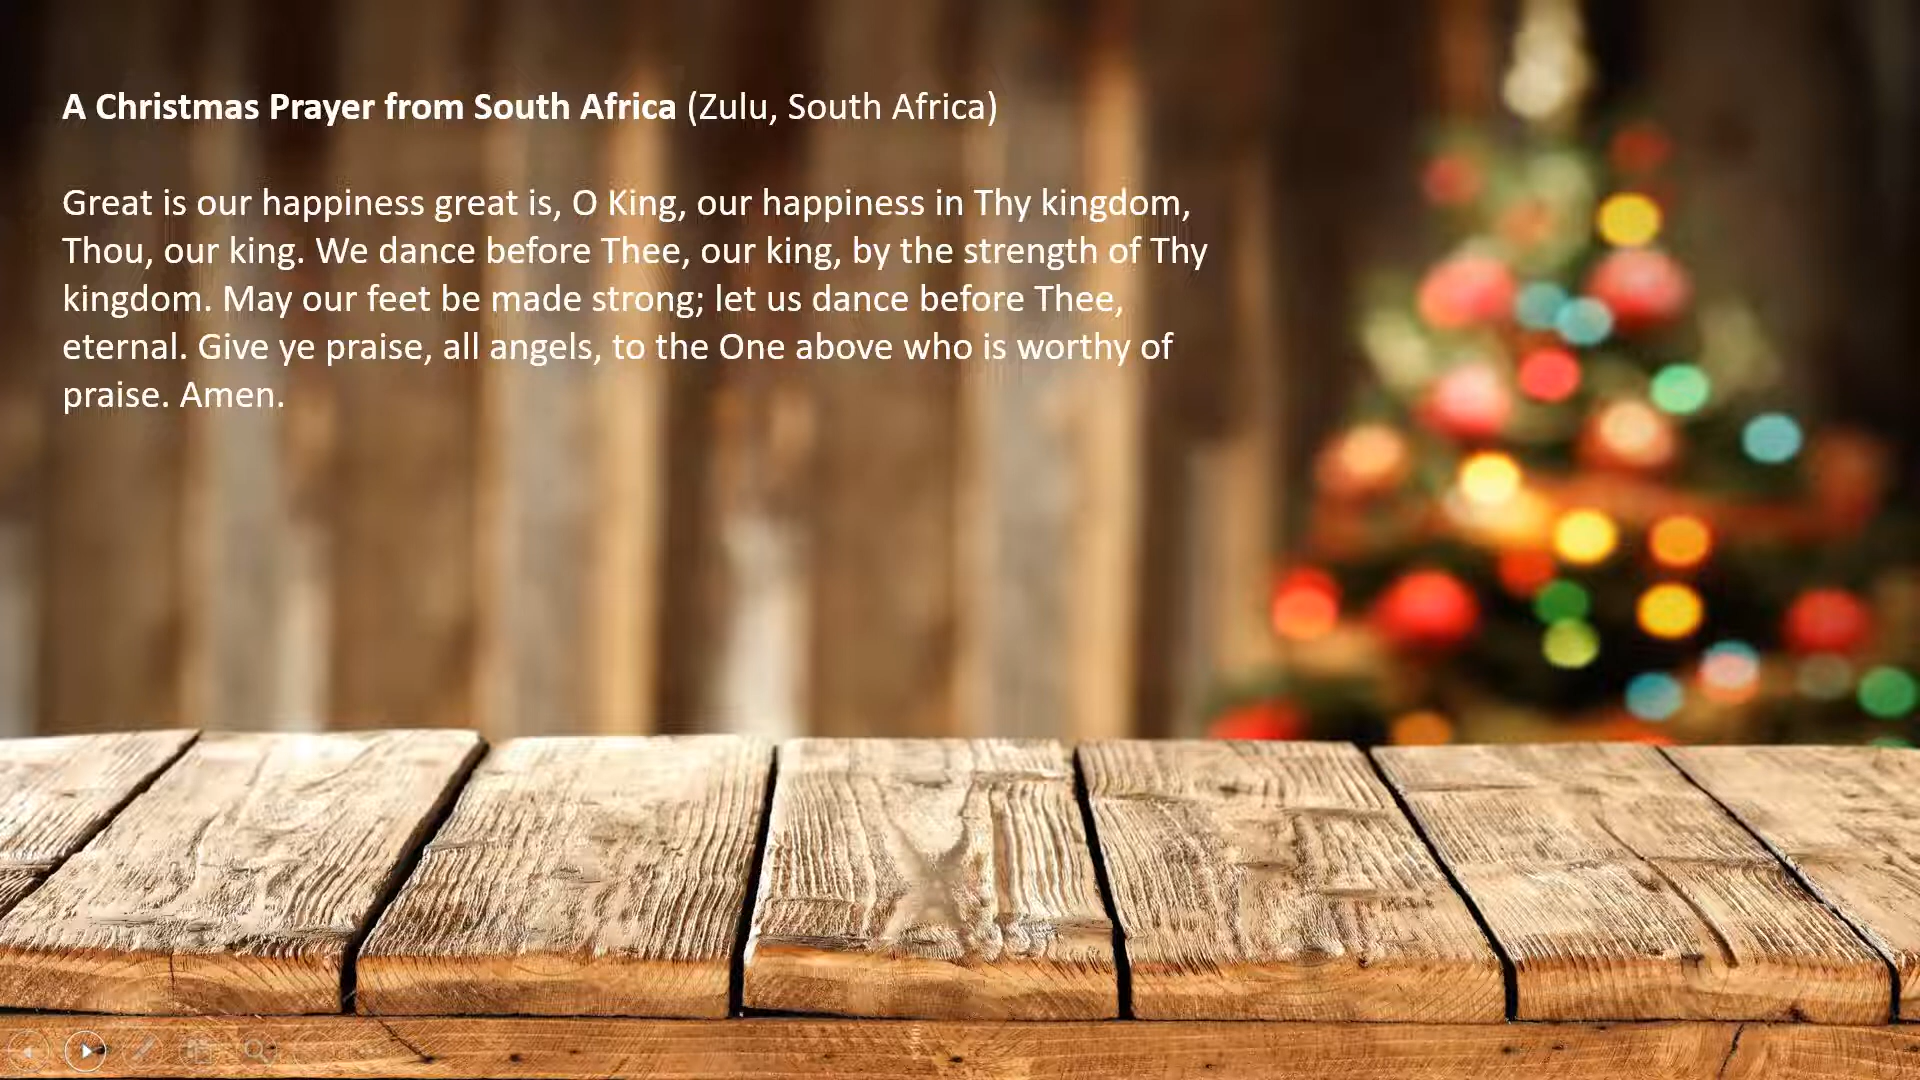 A Christmas Prayer from South Africa (Zulu, South Africa)
Great is our happiness great is, O King, our happiness in Thy kingdom,
Thou, our king. We dance before Thee, our king, by the strength of Thy
kingdom. May our feet be made strong; let us dance before Thee,
eternal. Give ye praise, all angels, to the One above who is worthy of
praise. Amen.